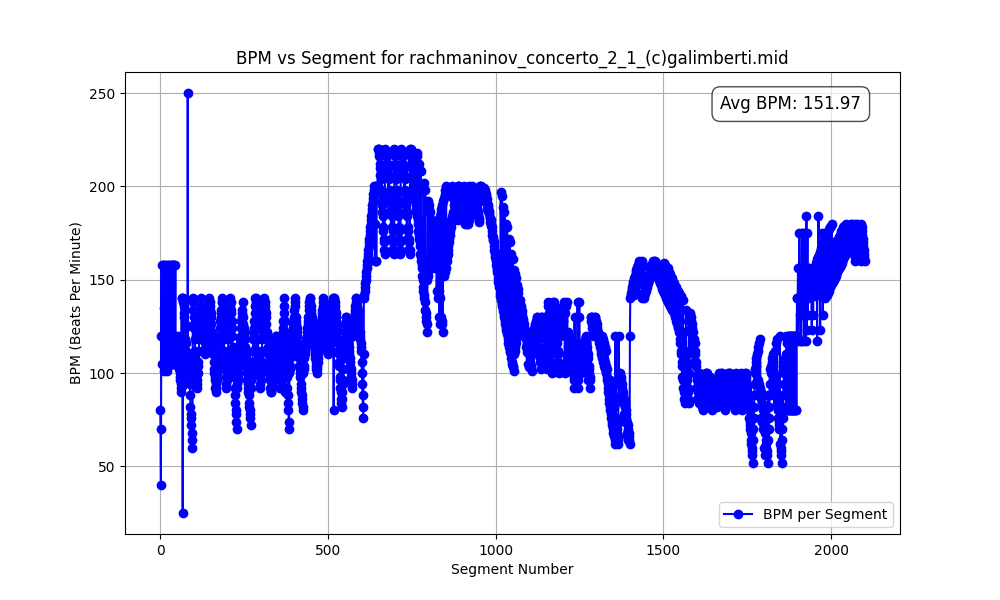 BPM vs Segment for rachmaninov_concerto_2_1_(c)galimberti.mid
Avg BPM: 151.97
BPM (Beats Per Minute)
250
200
150
100
50
0 500 1000 1500 2000
Segment Number
BPM per Segment